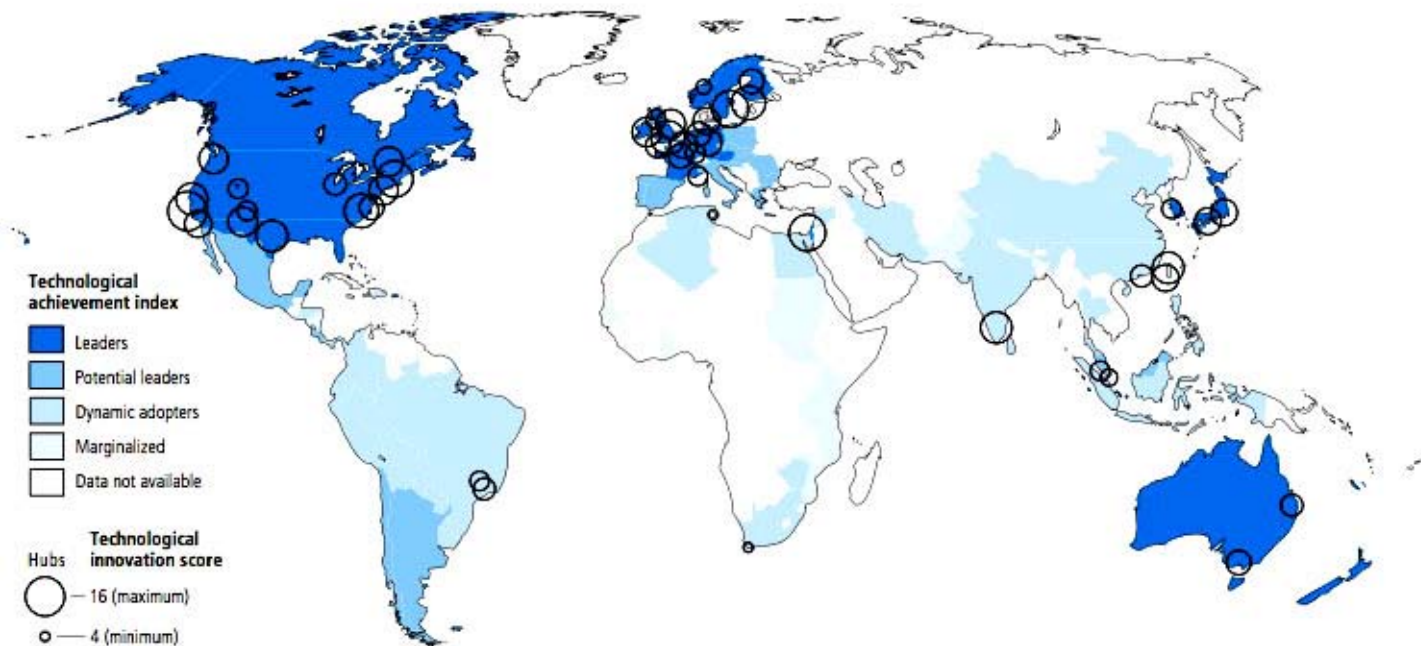 Technological
achievement index
Leaders
Potential leaders
Dynamic adopters
Marginalized
Data not available
Technological
Hubs innovation score
16 (maximum)
4 (minimum)